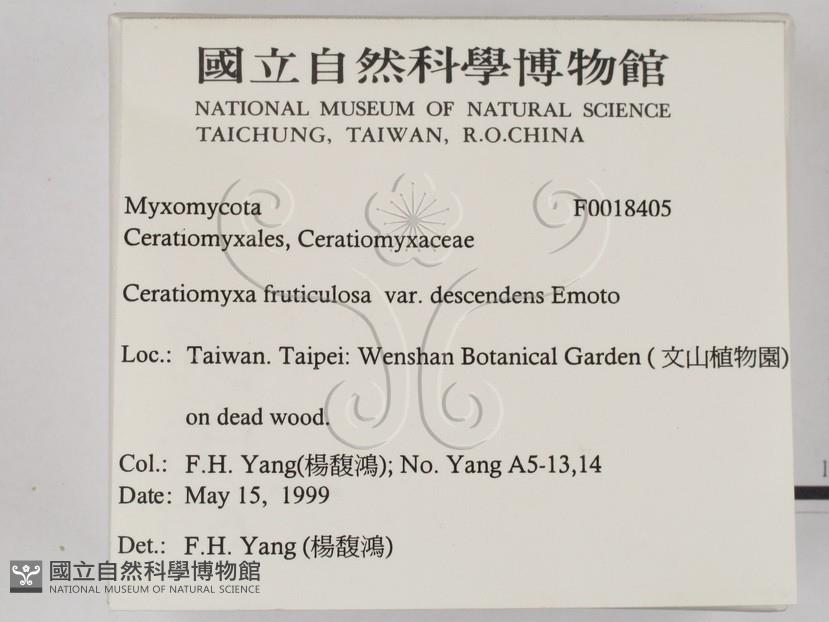 國立自然科學博物館
NATIONAL MUSEUM OF NATURAL SCIENCE
TAICHUNG, TAIWAN, R.O.CHINA
Myxomycota F0018405
Ceratiomyxales, Ceratiomyxaceae
Ceratiomyxa fruticulosa var. descendens Emoto
Loc.: Taiwan. Taipei: Wenshan Botanical Garden ( 文山植物園)
on dead wood.
Col.: F.H. Yang(楊馥鴻); No. Yang A5-13,14
Date: May 15, 1999
Det.: F.H. Yang (楊馥鴻)
國立自然科學博物館
NATIONAL MUSEUM OF NATURAL SCIENCE